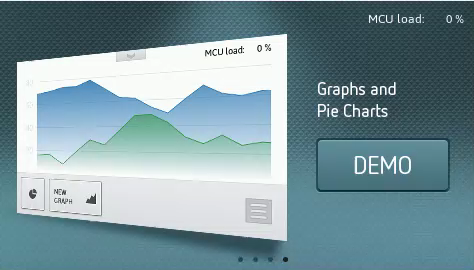 MCU load: 0 %
MCU load: 0 %
Graphs and
Pie Charts
DEMO
NEW
GRAPH